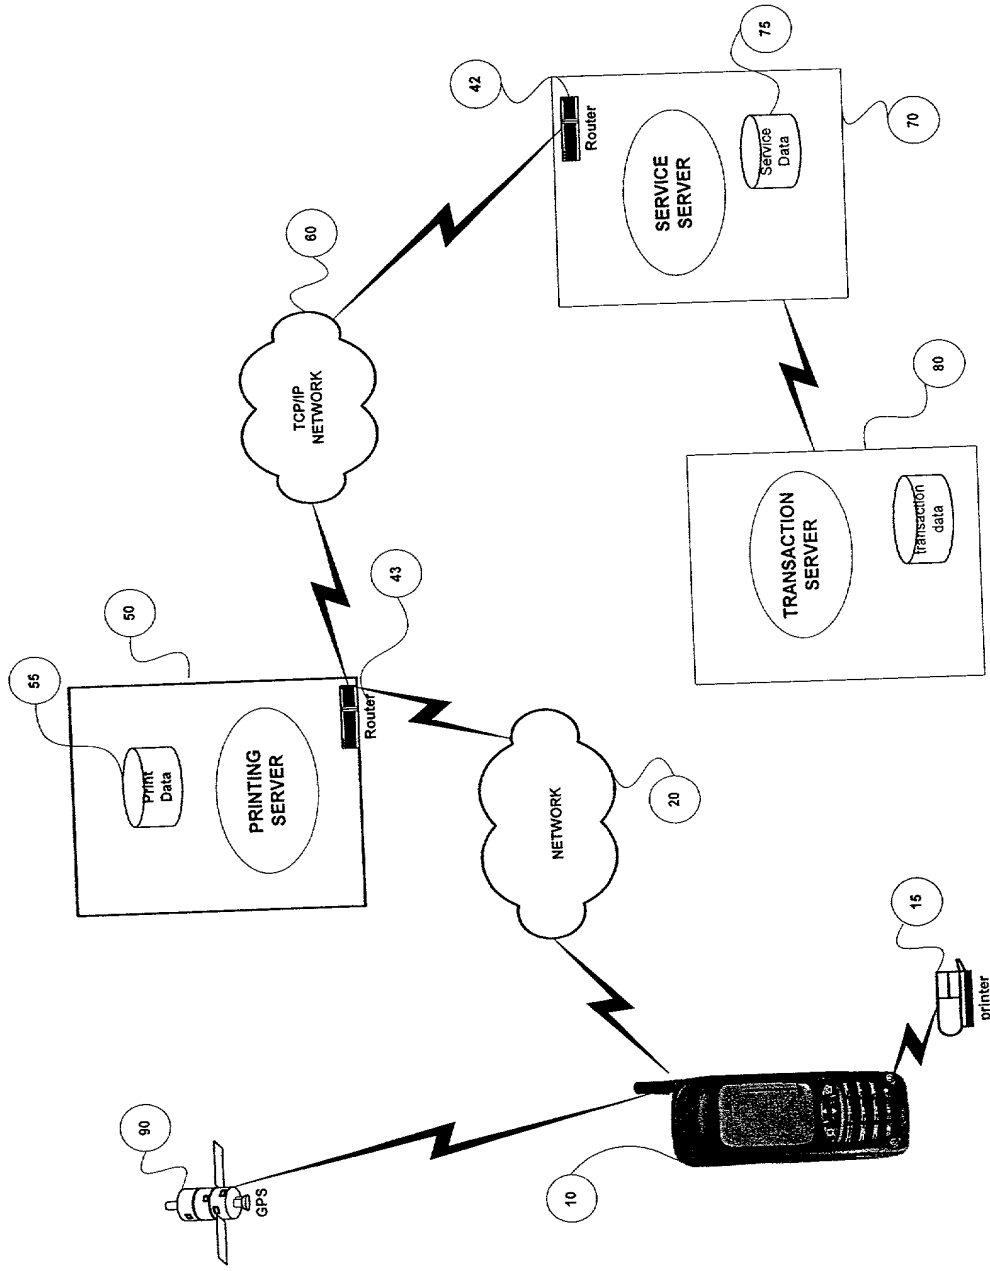 90
GPS
10
55
Print
Data
50
PRINTING
SERVER
Router
43
60
TCP/IP
NETWORK
NETWORK
20
15
printer
42
Router
SERVICE
SERVER
Service
Data
75
70
80
TRANSACTION
SERVER
transaction
data